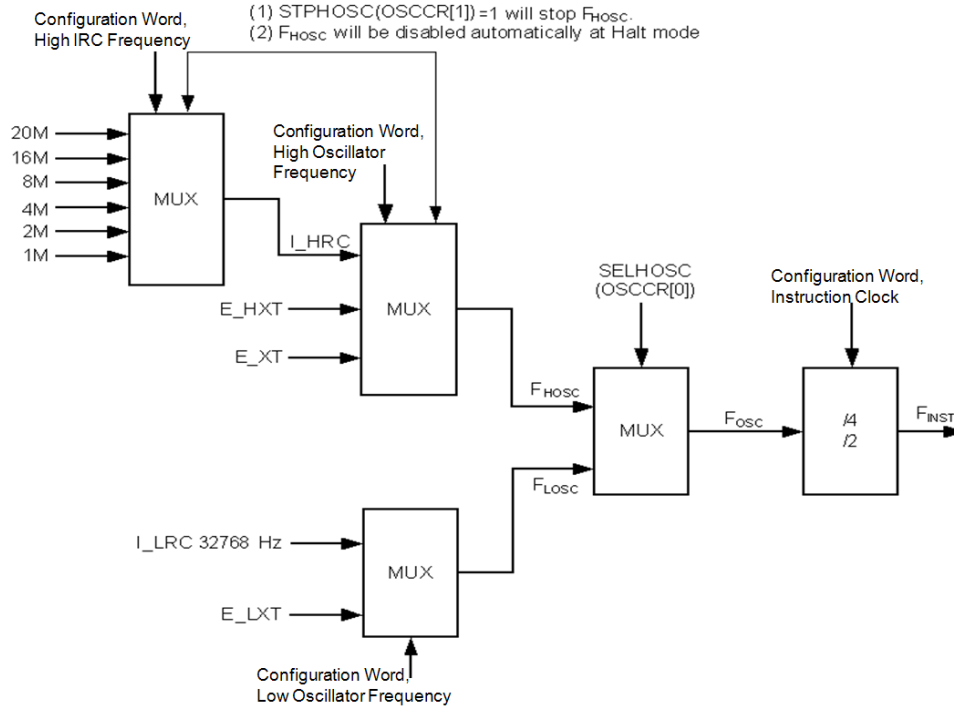 (1) STPHOSC(OSCCR[1])=1 will stop FHOSC.
(2) FHOSC will be disabled automatically at Halt mode
Configuration Word,
High IRC Frequency
20M
16M
8M
4M
2M
1M
MUX
Configuration Word,
High Oscillator
Frequency
I_HRC
E_HXT
E_XT
MUX
SELHOSC
(OSCCR[0])
Configuration Word,
Instruction Clock
FHOSC
FLOSC
MUX
FOSC
/4
/2
FINST
I_LRC 32768 Hz
E_LXT
MUX
Configuration Word,
Low Oscillator Frequency